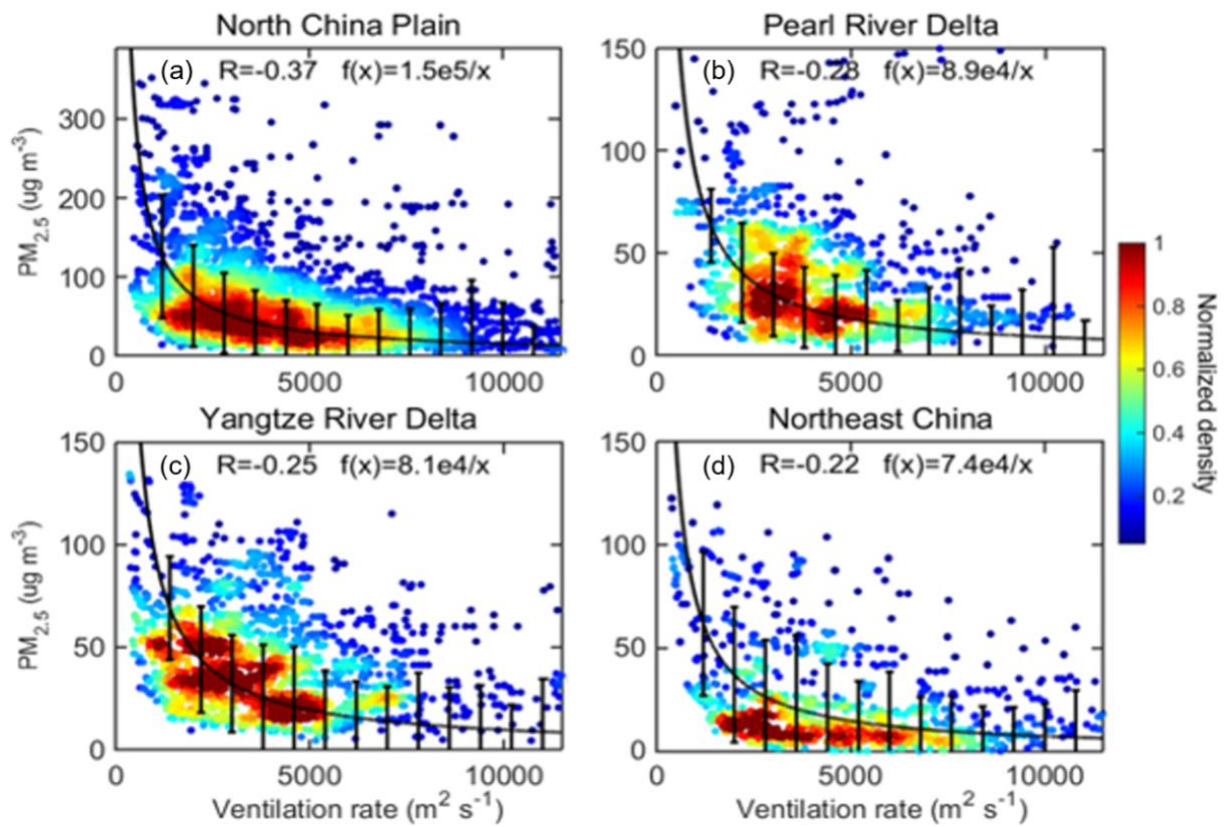 North China Plain
(a) R=-0.37 f(x)=1.5e5/x
PM2.5 (ug m-3)
300
200
100
0
0 5000 10000
Pearl River Delta
(b) R=-0.28 f(x)=8.9e4/x
150
100
50
0
0 5000 10000
Yangtze River Delta
(c) R=-0.25 f(x)=8.1e4/x
PM2.5 (ug m-3)
150
100
50
0
0 5000 10000
Ventilation rate (m2 s-1)
Northeast China
(d) R=-0.22 f(x)=7.4e4/x
150
100
50
0
0 5000 10000
Ventilation rate (m2 s-1)
1
0.8
0.6
0.4
0.2
Normalized density